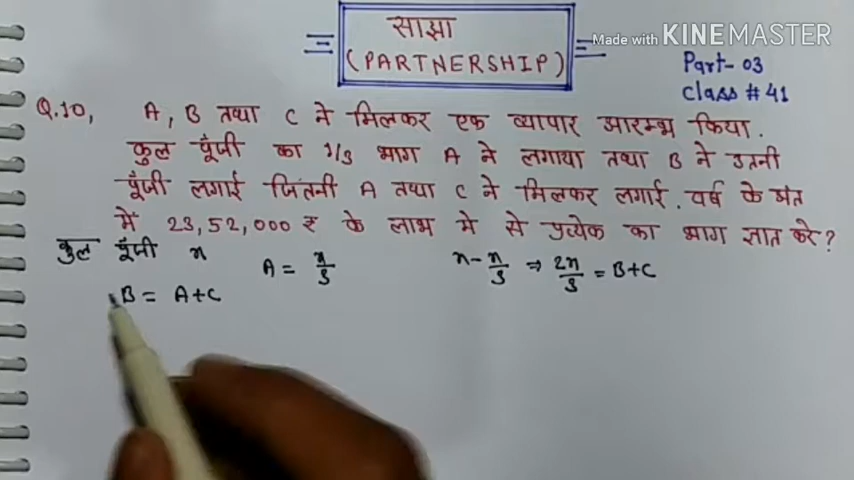 साझा
(PARTNERSHIP)
Made with KINEMASTER
Part-03
Class #41
Q.10, A, B तथा C ने मिलकर एक व्यापार आरम्भ किया.
कुल पूँजी का 1/3 भाग A ने लगाया तथा B ने उतनी
पूँजी लगाई जितनी A तथा C ने मिलकर लगाई. वर्ष के अंत
में 23,52,000 ₹ के लाभ मे से प्रत्येक का भाग ज्ञात करे?
कुल पूँजी x A = x/3 x - x/3 ⇒ 2x/3 = B+C
B = A+C